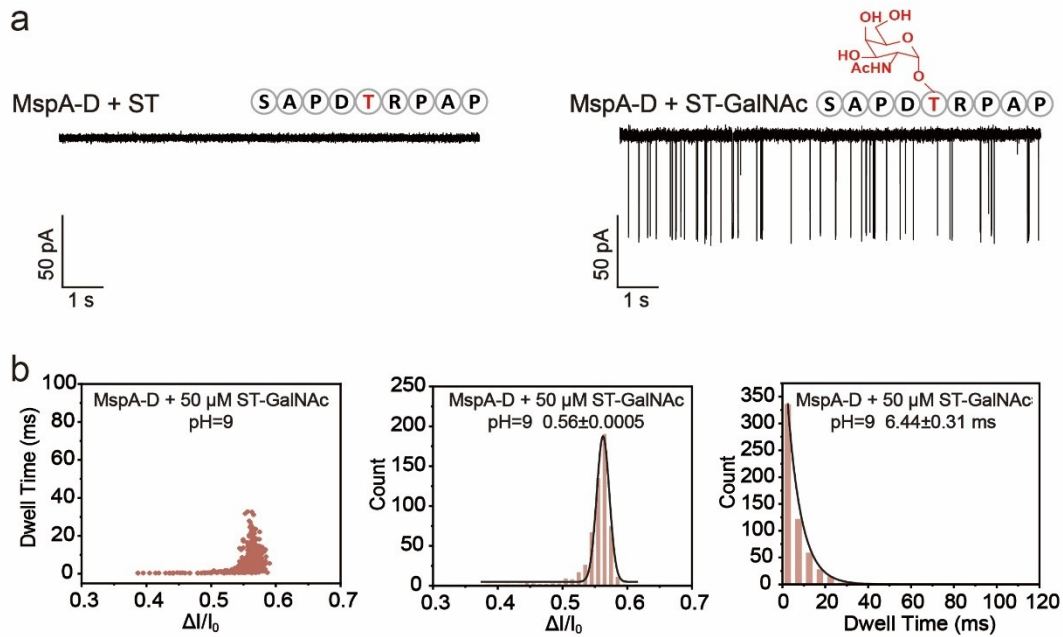 a
MspA-D + ST
S A P D T R P A P
50 pA
1 s
OH OH
O
HO
AcHN
O
MspA-D + ST-GalNAc
S A P D T R P A P
50 pA
1 s
b
MspA-D + 50 μM ST-GalNAc
pH=9
Dwell Time (ms)
100
80
60
40
20
0
0.3 0.4 0.5 0.6 0.7
ΔI/I0
MspA-D + 50 μM ST-GalNAc
pH=9 0.56±0.0005
Count
250
200
150
100
50
0
0.3 0.4 0.5 0.6 0.7
ΔI/I0
MspA-D + 50 μM ST-GalNAc
pH=9 6.44±0.31 ms
Count
350
300
250
200
150
100
50
0
0 20 40 60 80 100 120
Dwell Time (ms)